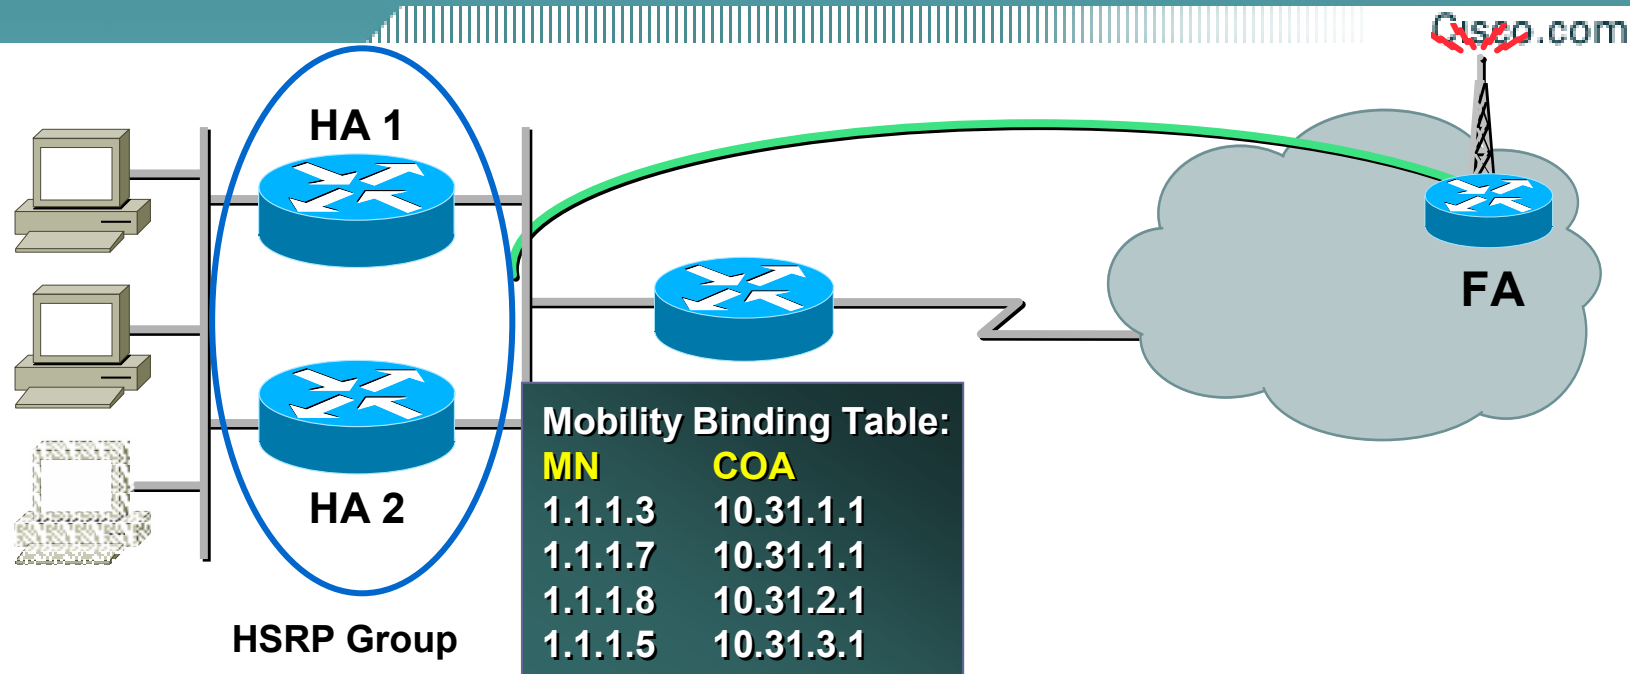 Cisco.com
HA 1
FA
HA 2
HSRP Group
Mobility Binding Table:
MN COA
1.1.1.3 10.31.1.1
1.1.1.7 10.31.1.1
1.1.1.8 10.31.2.1
1.1.1.5 10.31.3.1